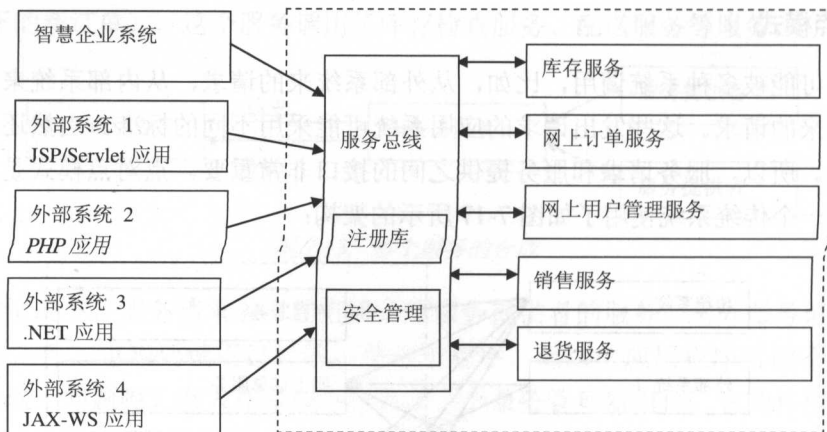 智慧企业系统
外部系统 1
JSP/Servlet 应用
外部系统 2
PHP 应用
外部系统 3
.NET 应用
外部系统 4
JAX-WS 应用
服务总线
注册库
安全管理
库存服务
网上订单服务
网上用户管理服务
销售服务
退货服务